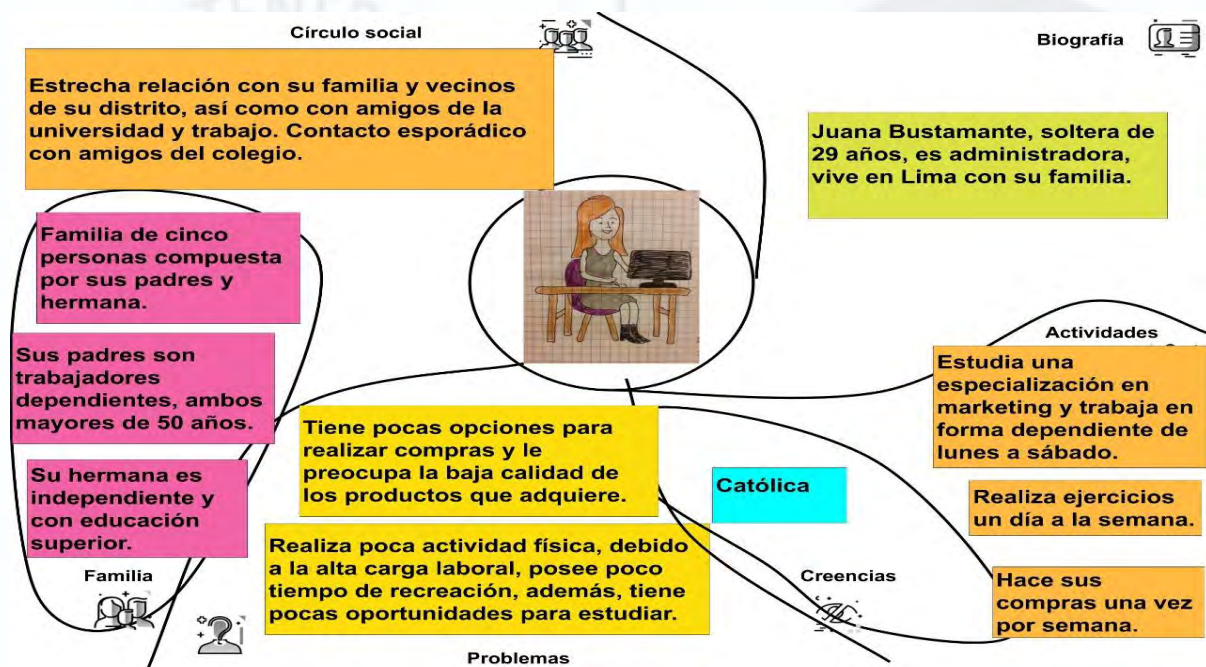 Círculo social
Estrecha relación con su familia y vecinos
de su distrito, así como con amigos de la
universidad y trabajo. Contacto esporádico
con amigos del colegio.
Biografía
Juana Bustamante, soltera de
29 años, es administradora,
vive en Lima con su familia.
Familia de cinco
personas compuesta
por sus padres y
hermana.
Sus padres son
trabajadores
dependientes, ambos
mayores de 50 años.
Su hermana es
independiente y
con educación
superior.
Familia
Tiene pocas opciones para
realizar compras y le
preocupa la baja calidad de
los productos que adquiere.
Realiza poca actividad física, debido
a la alta carga laboral, posee poco
tiempo de recreación, además, tiene
pocas oportunidades para estudiar.
Problemas
Católica
Creencias
Actividades
Estudia una
especialización en
marketing y trabaja en
forma dependiente de
lunes a sábado.
Realiza ejercicios
un día a la semana.
Hace sus
compras una vez
por semana.